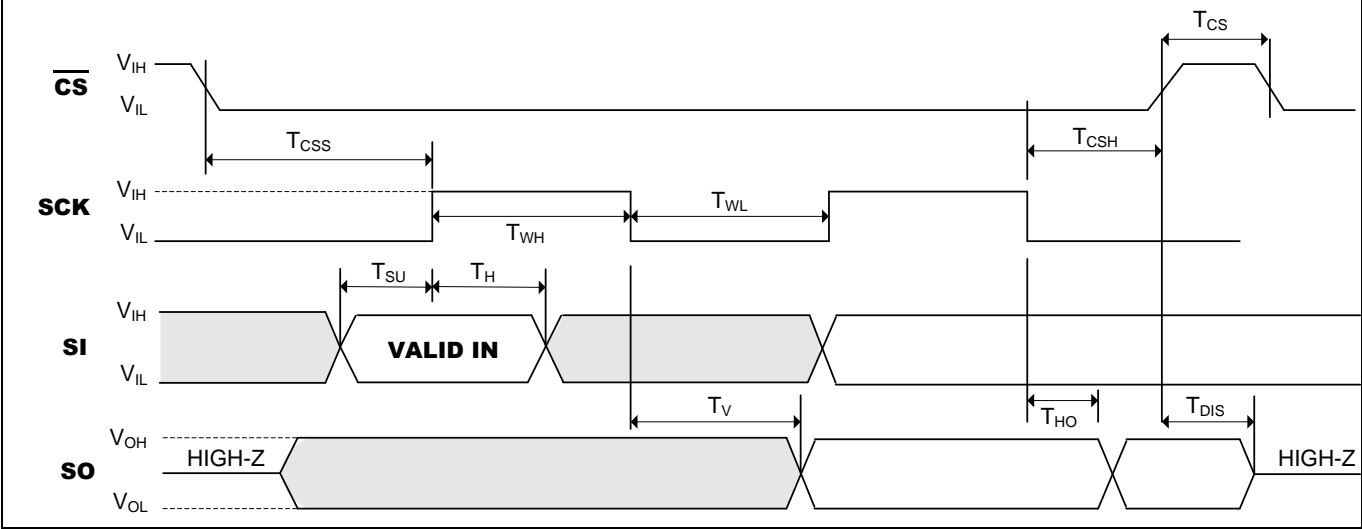 T_CS
V_IH
CS
V_IL
T_CSS
T_CSH
V_IH
SCK
T_WL
V_IL
T_WH
T_SU
T_H
V_IH
SI
VALID IN
V_IL
T_V
T_HO
T_DIS
V_OH
HIGH-Z
HIGH-Z
SO
V_OL